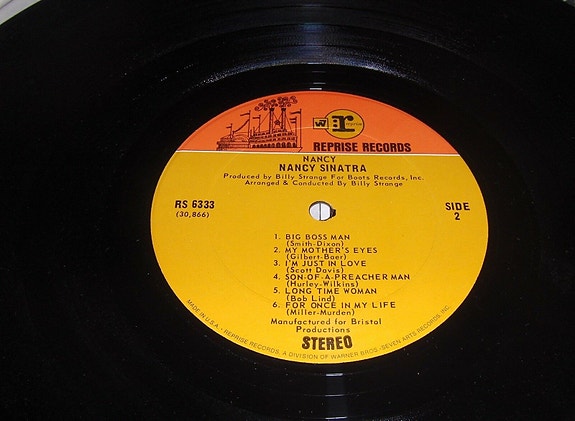 W7 r reprise
REPRISE RECORDS
NANCY
NANCY SINATRA
Produced by Billy Strange For Boots Records, Inc.
Arranged & Conducted By Billy Strange
RS 6333
(30,866)
SIDE
2
1. BIG BOSS MAN
(Smith-Dixon)
2. MY MOTHER'S EYES
(Gilbert-Baer)
3. I'M JUST IN LOVE
(Scott Davis)
4. SON-OF-A-PREACHER MAN
(Hurley-Wilkins)
5. LONG TIME WOMAN
(Bob Lind)
6. FOR ONCE IN MY LIFE
(Miller-Murden)
Manufactured for Bristol
Productions
STEREO
MADE IN U.S.A. REPRISE RECORDS, A DIVISION OF WARNER BROS.-SEVEN ARTS RECORDS, INC.